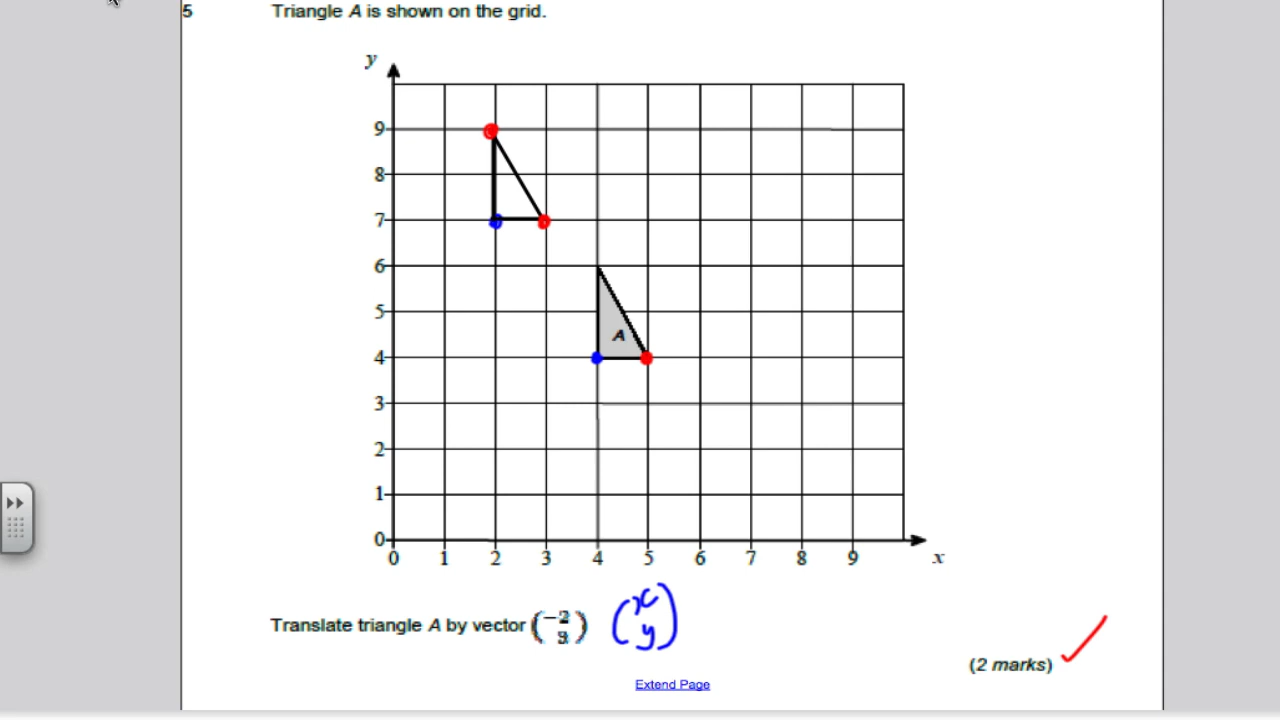 5 Triangle A is shown on the grid.
y
9
8
7
6
5
A
4
3
2
1
0
0 1 2 3 4 5 6 7 8 9 x
Translate triangle A by vector (-2 3) (x y)
(2 marks)
Extend Page